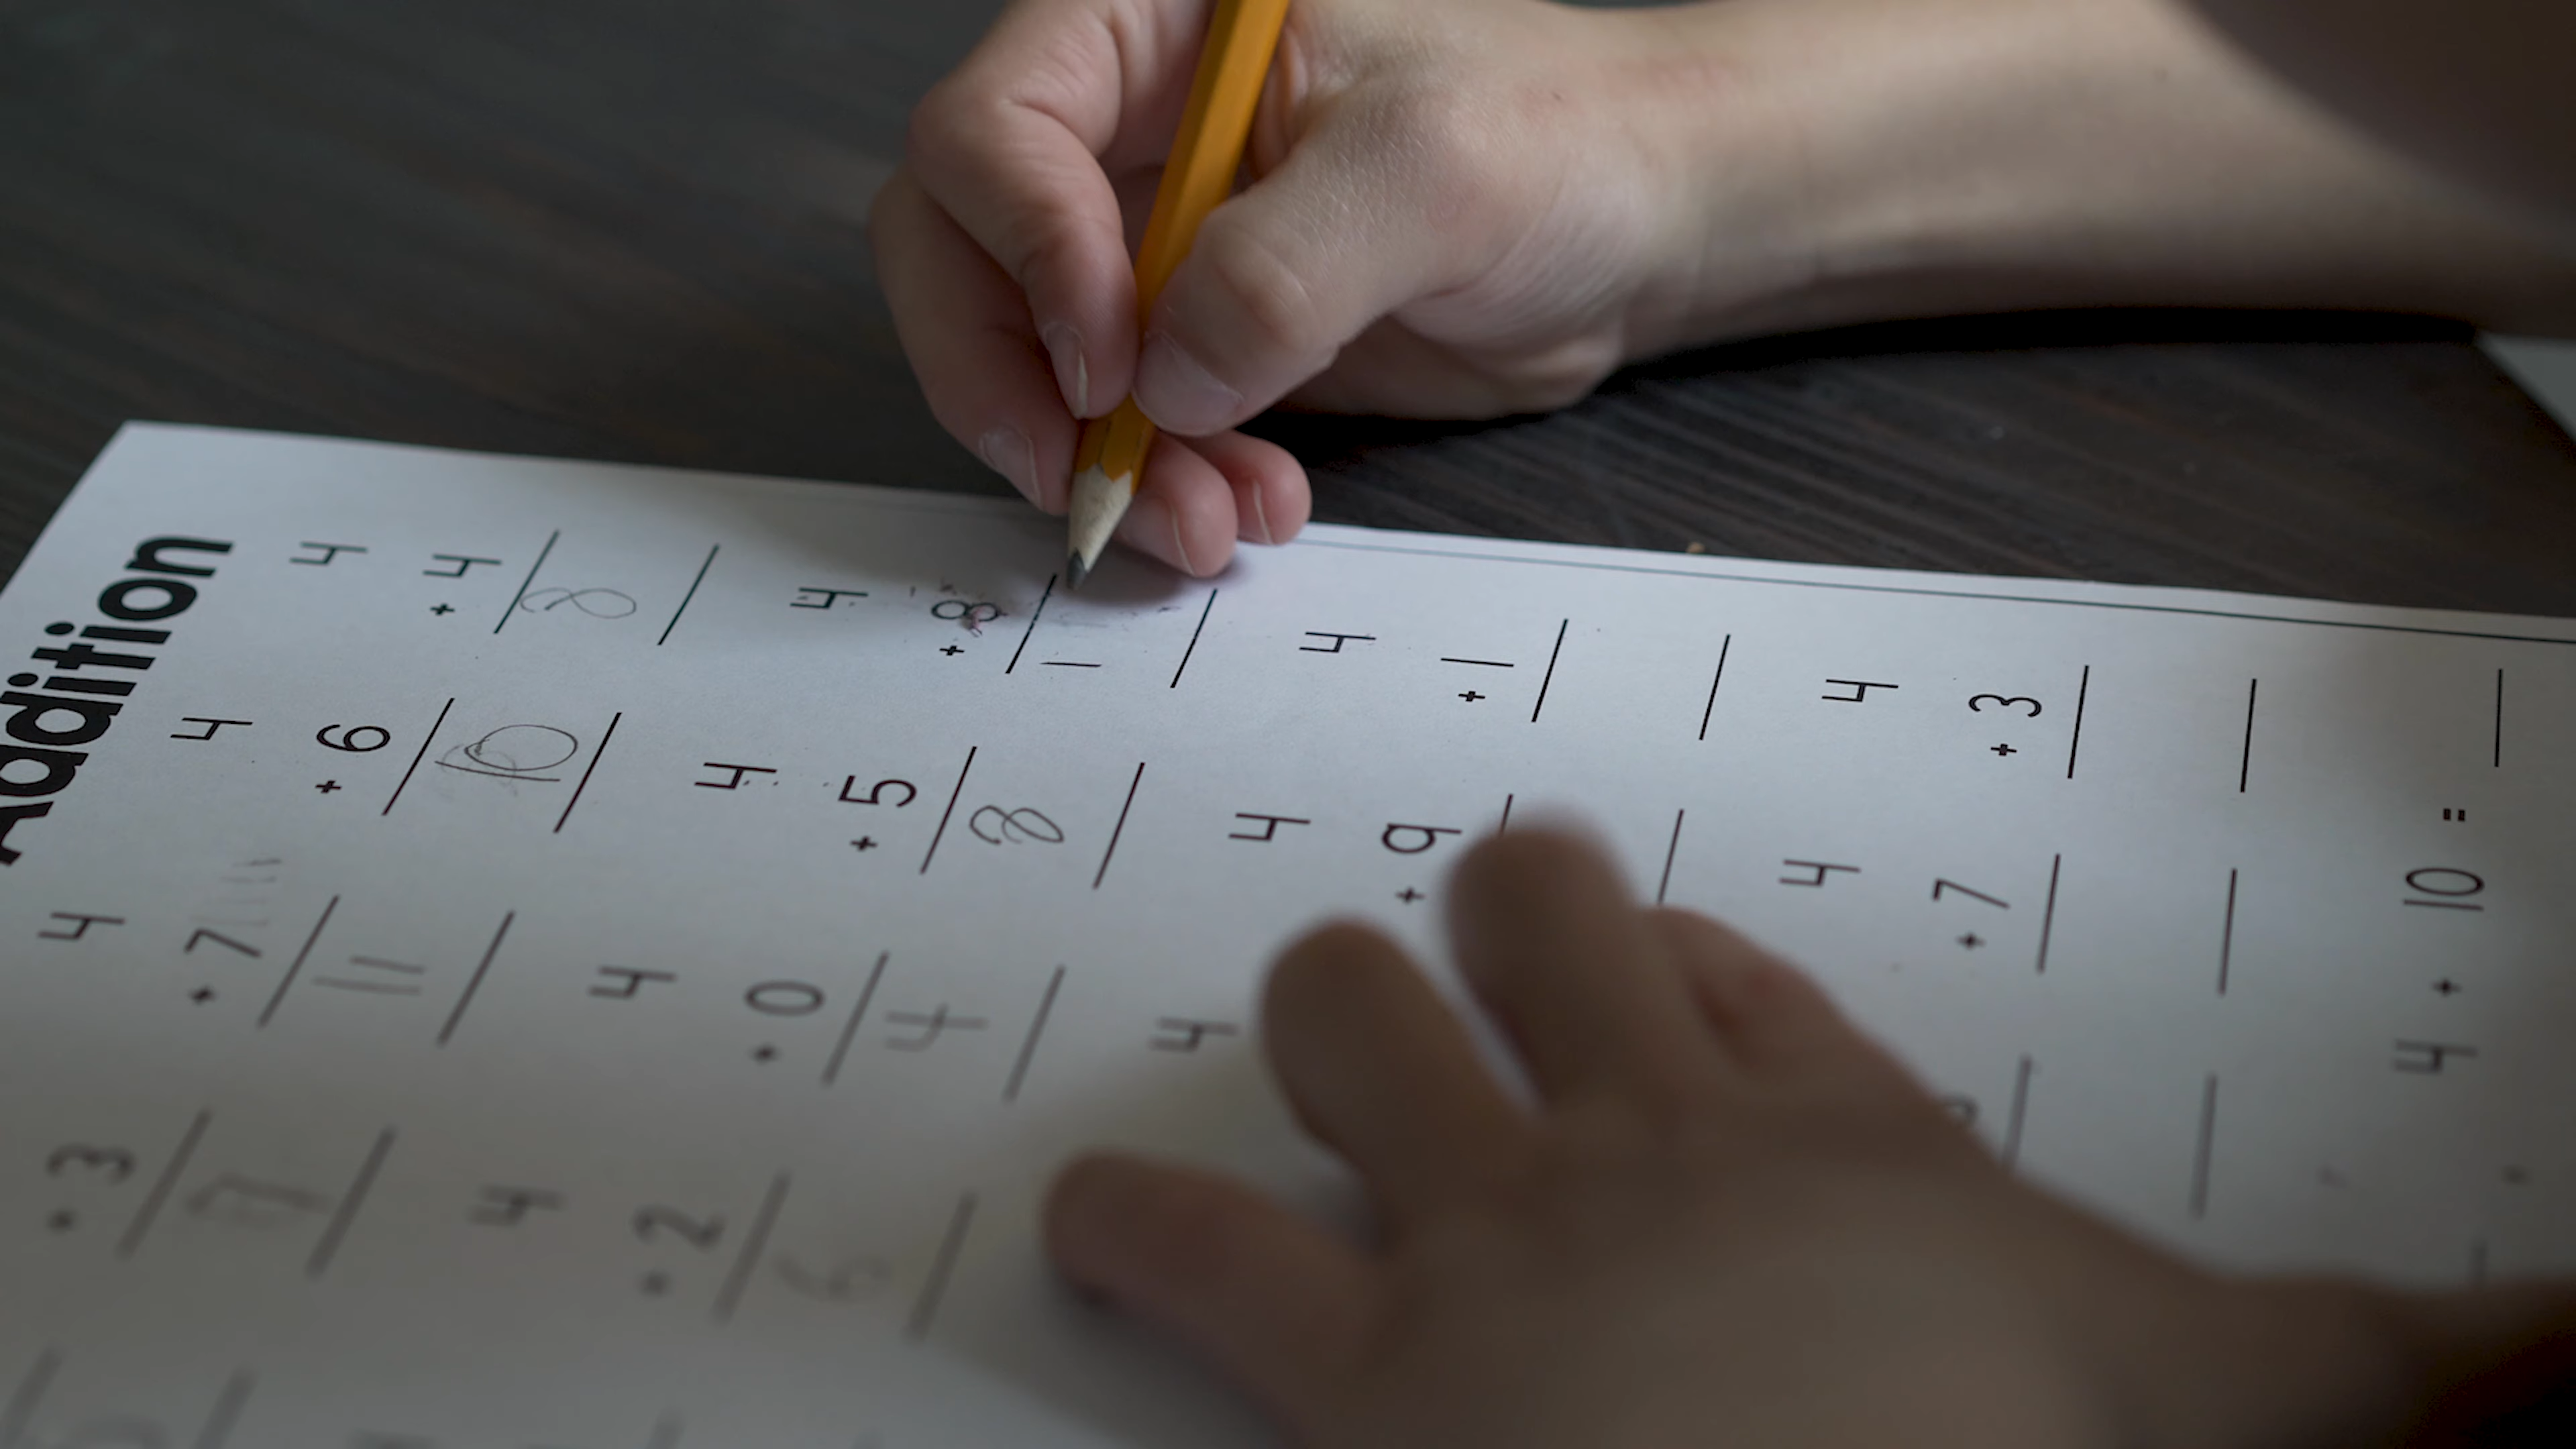 Addition
4 4 4
+ 3 + 7 + 6 + 4
7 11 10 8
4 4 4 4
+ 2 + 0 + 5 + 8
6 4 8 1
4 4 4
+ 9 + 1
4 4
+ 7 + 3
4 + 10 =